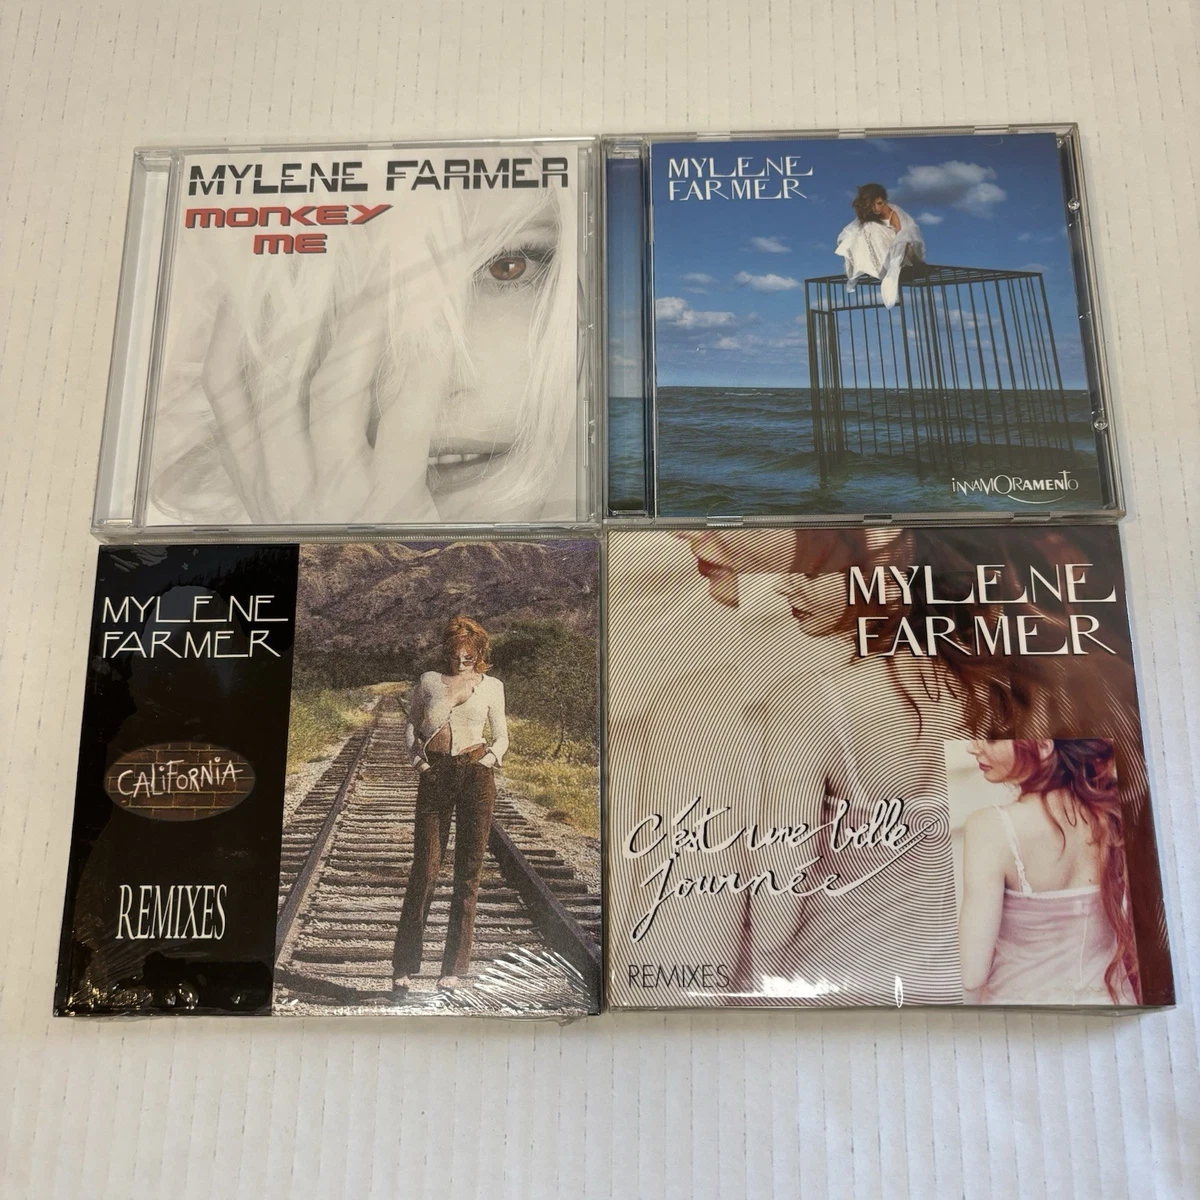 MYLENE FARMER
MONKEY
ME
MYLENE
FARMER
iNNAMORAMENTO
MYLENE
FARMER
CALiFORNiA
REMIXES
MYLENE
FARMER
C'est une belle
Journée
REMIXES